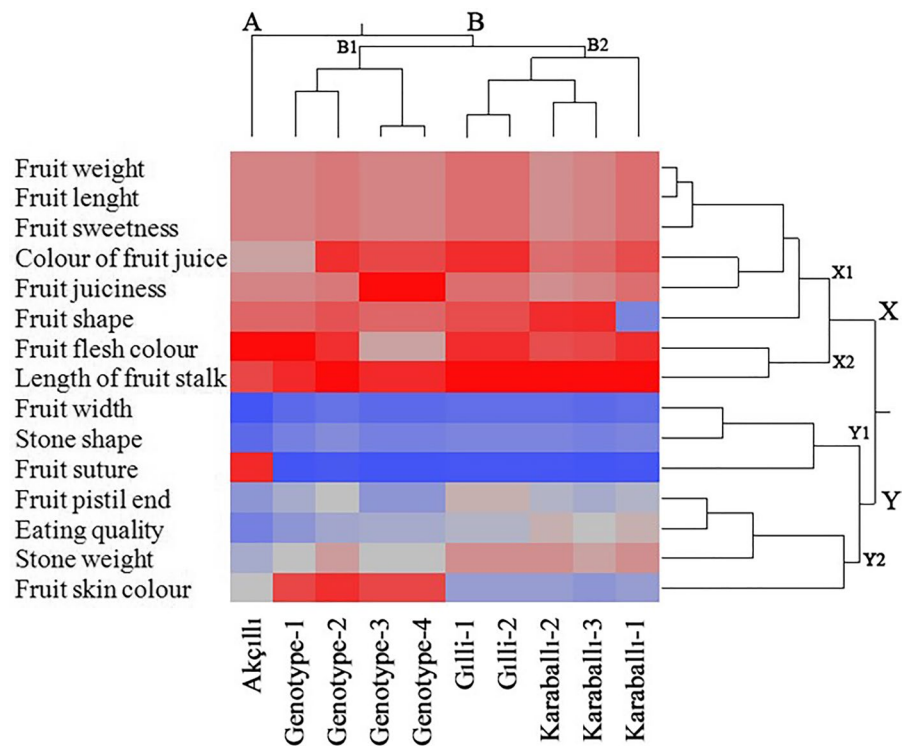 A
B
B1
B2
Fruit weight
Fruit lenght
Fruit sweetness
Colour of fruit juice
Fruit juiciness
Fruit shape
Fruit flesh colour
Length of fruit stalk
Fruit width
Stone shape
Fruit suture
Fruit pistil end
Eating quality
Stone weight
Fruit skin colour
X1
X
X2
Y1
Y
Y2
Akçıllı
Genotype-1
Genotype-2
Genotype-3
Genotype-4
Gılli-1
Gıllı-2
Karaballı-2
Karaballı-3
Karaballı-1